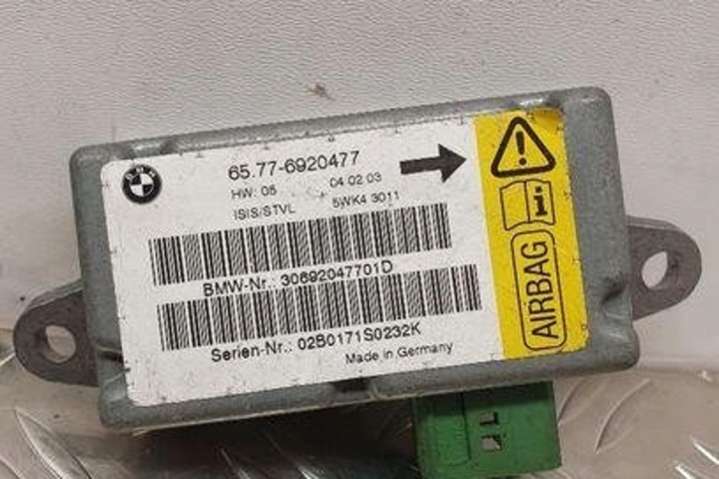 65.77-6920477
HW: 05 04.02.03
ISIS/STVL 5WK4 3011
BMW-Nr.: 30692047701D
Serien-Nr.: 02B0171S0232K
Made in Germany
AIRBAG